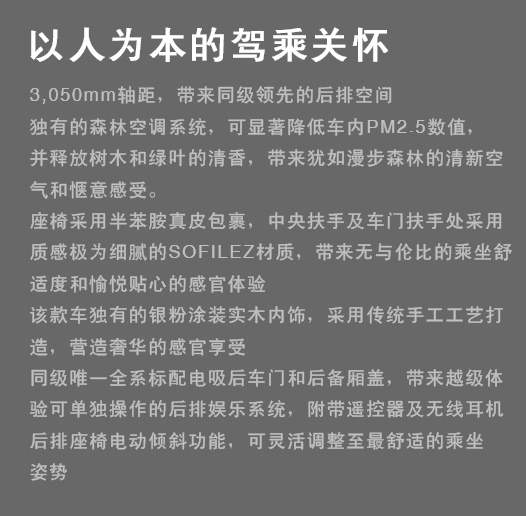 以人为本的驾乘关怀
3,050mm轴距，带来同级领先的后排空间
独有的森林空调系统，可显著降低车内PM2.5数值，
并释放树木和绿叶的清香，带来犹如漫步森林的清新空
气和惬意感受。
座椅采用半苯胺真皮包裹，中央扶手及车门扶手处采用
质感极为细腻的SOFILEZ材质，带来无与伦比的乘坐舒
适度和愉悦贴心的感官体验
该款车独有的银粉涂装实木内饰，采用传统手工工艺打
造，营造奢华的感官享受
同级唯一全系标配电吸后车门和后备厢盖，带来越级体
验可单独操作的后排娱乐系统，附带遥控器及无线耳机
后排座椅电动倾斜功能，可灵活调整至最舒适的乘坐
姿势